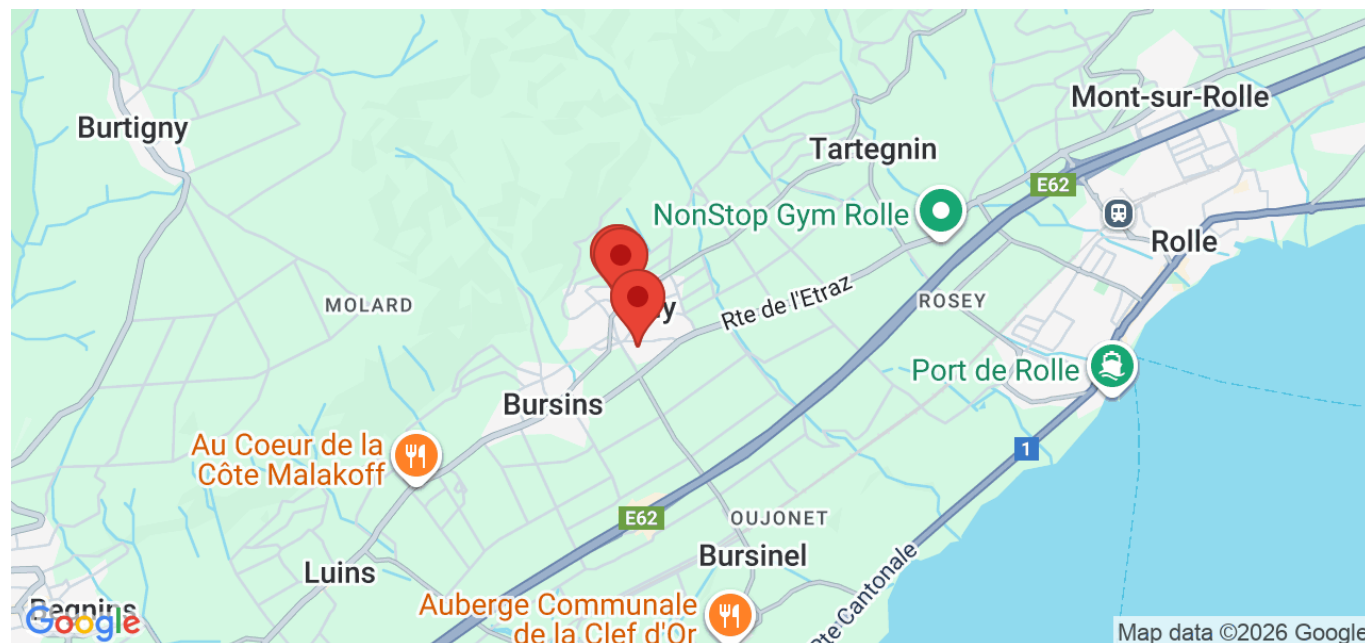 Mont-sur-Rolle
Burtigny
Tartegnin
E62
NonStop Gym Rolle
Rolle
MOLARD
Rte de l'Etraz
ROSEY
Port de Rolle
Bursins
Au Coeur de la
Côte Malakoff
1
E62
OUJONET
Bursinel
Luins
Auberge Communale
de la Clef d'Or
Cantonale
Google
Map data ©2026 Google